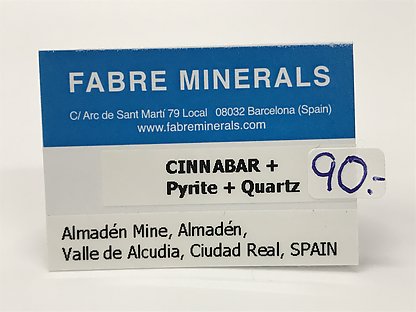 FABRE MINERALS
C/ Arc de Sant Martí 79 Local 08032 Barcelona (Spain)
www.fabreminerals.com
CINNABAR +
Pyrite + Quartz
90.-
Almadén Mine, Almadén,
Valle de Alcudia, Ciudad Real, SPAIN